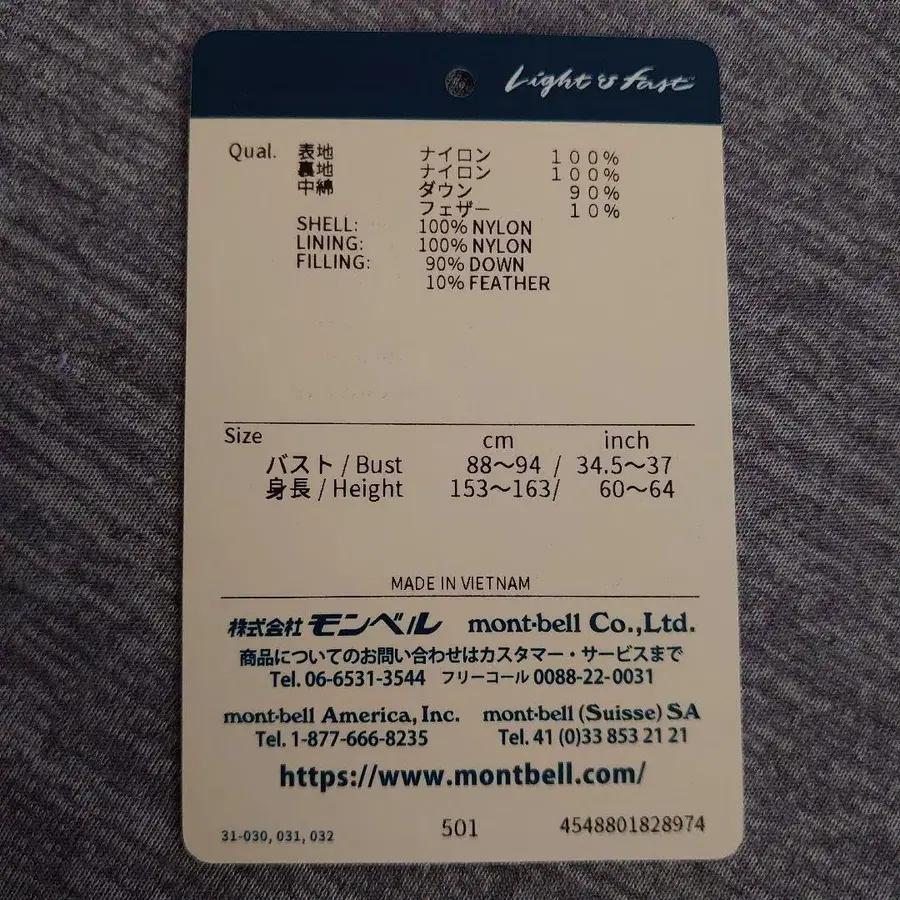 Light & Fast
Qual. 表地 ナイロン 100%
裏地 ナイロン 100%
中綿 ダウン 90%
フェザー 10%
SHELL: 100% NYLON
LINING: 100% NYLON
FILLING: 90% DOWN
10% FEATHER
Size cm inch
バスト / Bust 88〜94 / 34.5〜37
身長 / Height 153〜163/ 60〜64
MADE IN VIETNAM
株式会社 モンベル mont-bell Co.,Ltd.
商品についてのお問い合わせはカスタマー・サービスまで
Tel. 06-6531-3544 フリーコール 0088-22-0031
mont-bell America, Inc. mont-bell (Suisse) SA
Tel. 1-877-666-8235 Tel. 41 (0)33 853 21 21
https://www.montbell.com/
31-030, 031, 032 501 4548801828974